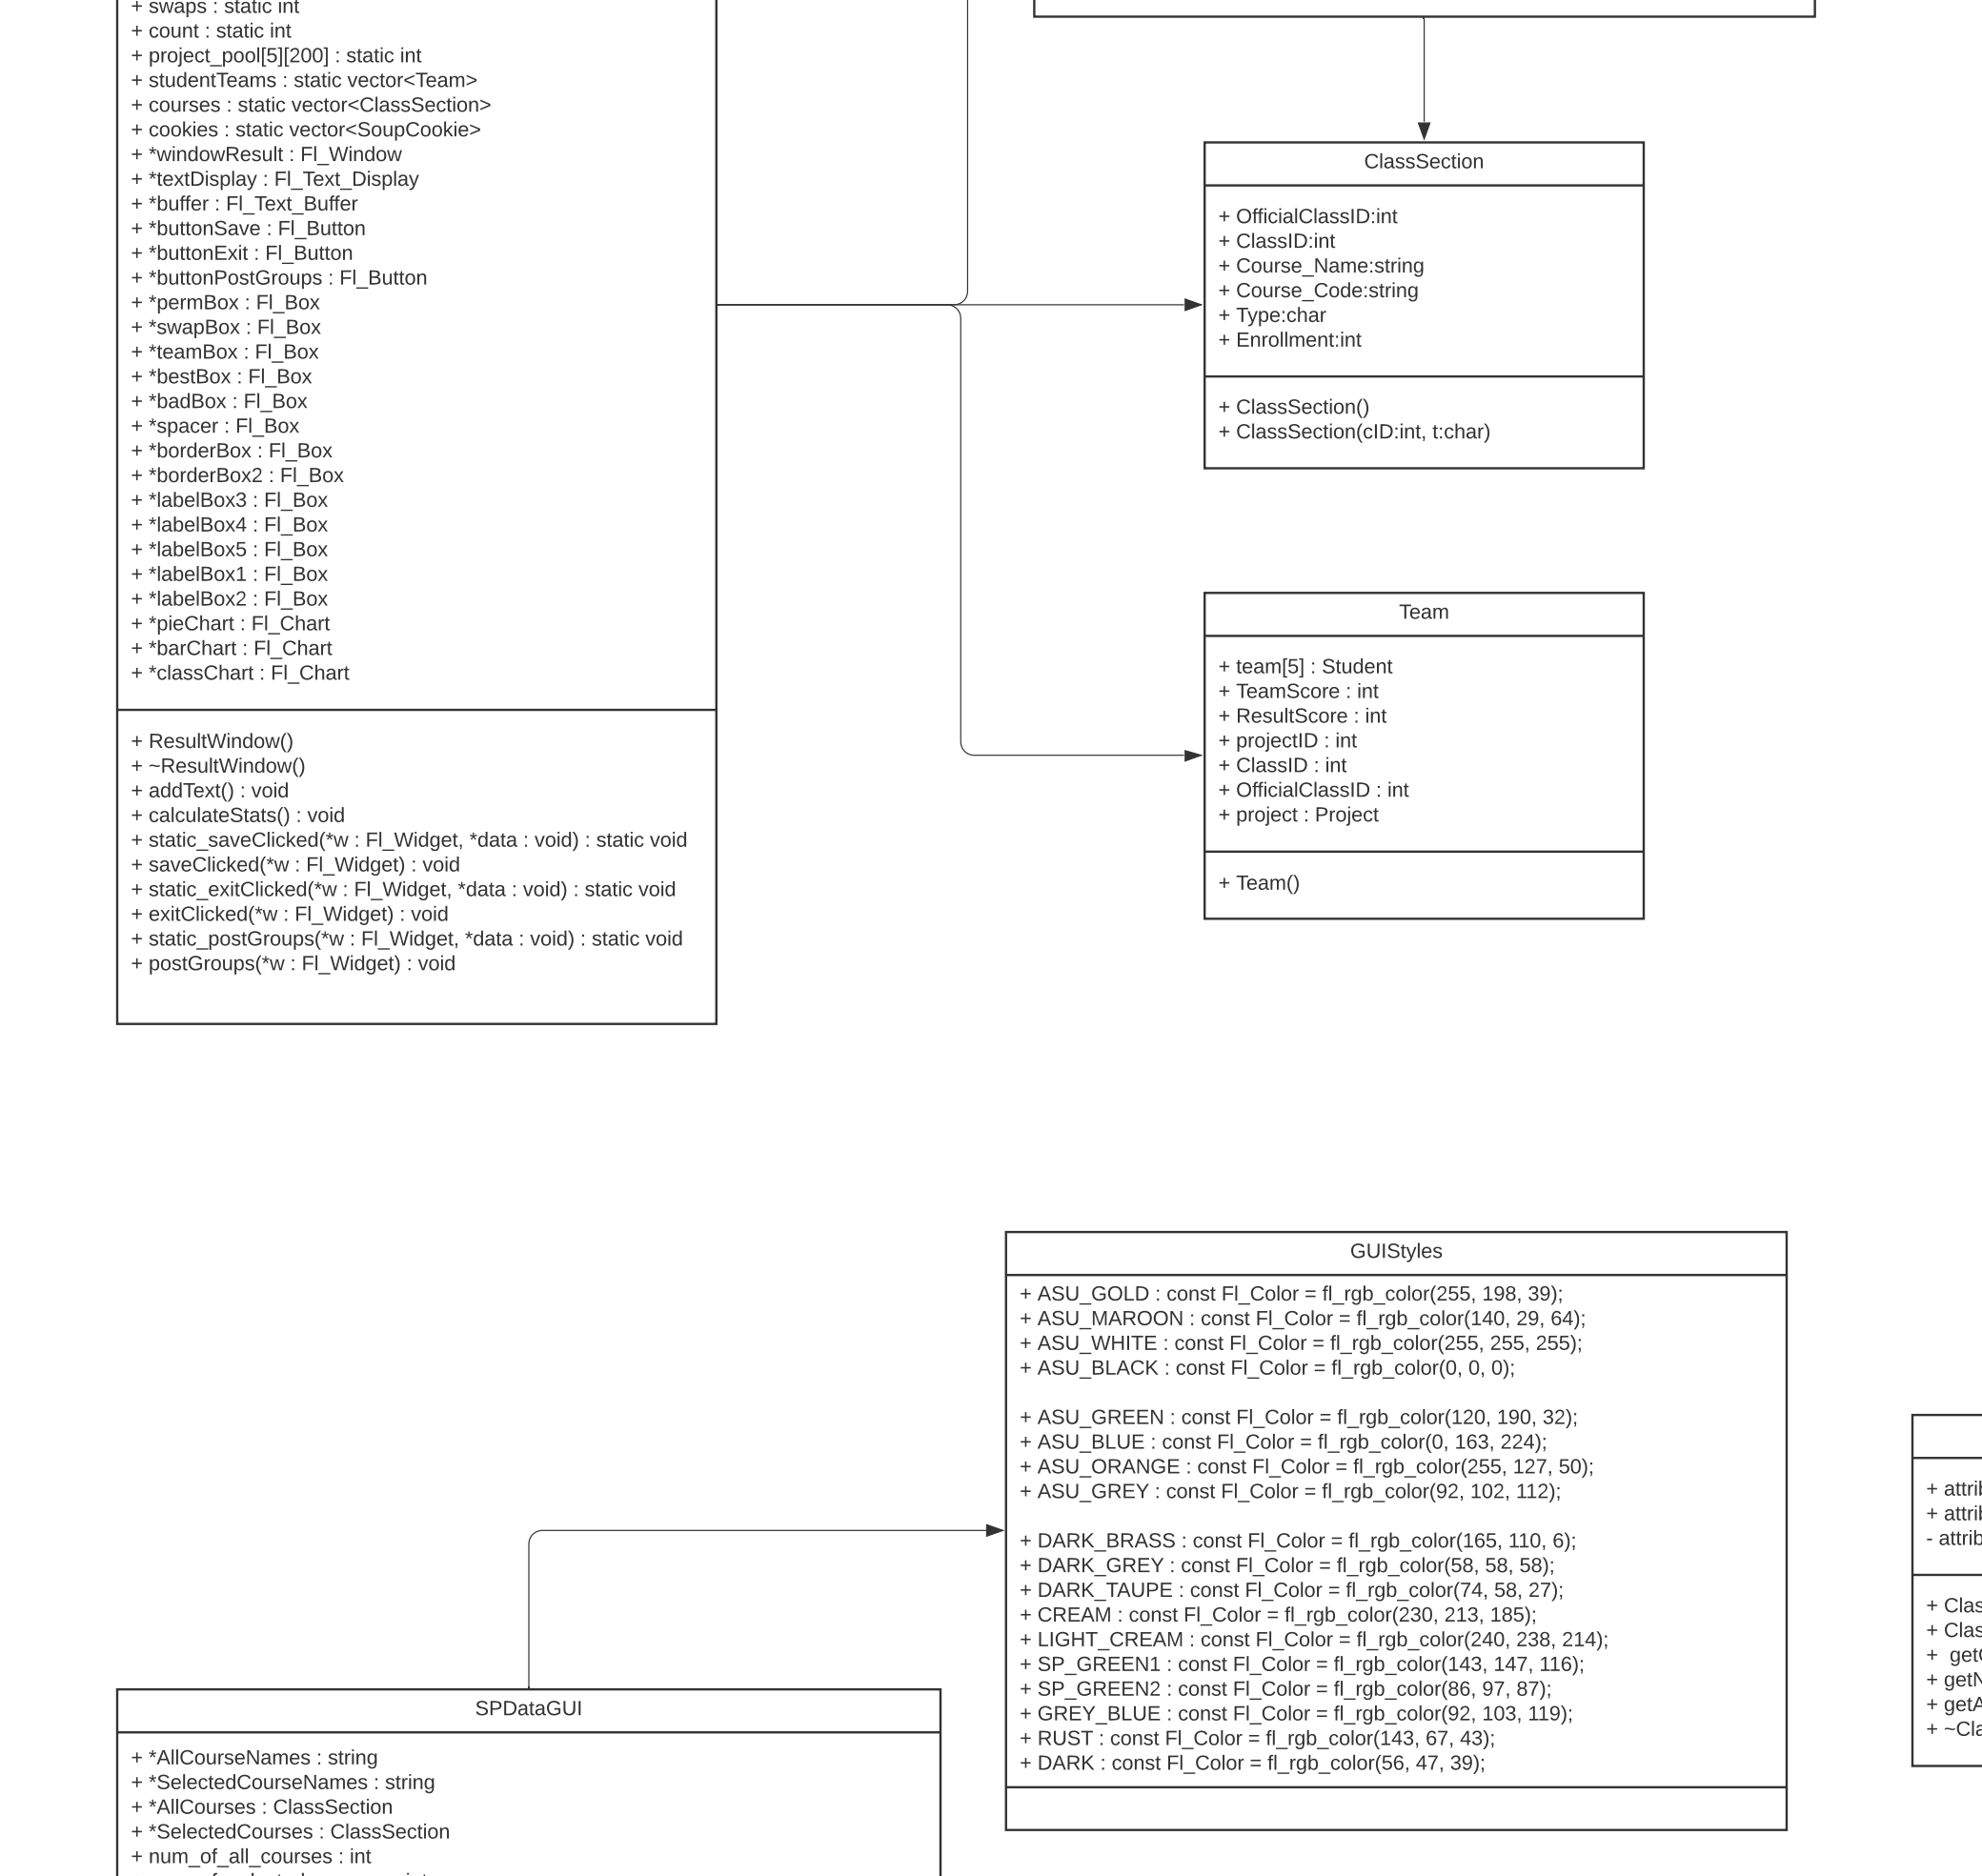 + swaps : static int
+ count : static int
+ project_pool[5][200] : static int
+ studentTeams : static vector<Team>
+ courses : static vector<ClassSection>
+ cookies : static vector<SoupCookie>
+ *windowResult : Fl_Window
+ *textDisplay : Fl_Text_Display
+ *buffer : Fl_Text_Buffer
+ *buttonSave : Fl_Button
+ *buttonExit : Fl_Button
+ *buttonPostGroups : Fl_Button
+ *permBox : Fl_Box
+ *swapBox : Fl_Box
+ *teamBox : Fl_Box
+ *bestBox : Fl_Box
+ *badBox : Fl_Box
+ *spacer : Fl_Box
+ *borderBox : Fl_Box
+ *borderBox2 : Fl_Box
+ *labelBox3 : Fl_Box
+ *labelBox4 : Fl_Box
+ *labelBox5 : Fl_Box
+ *labelBox1 : Fl_Box
+ *labelBox2 : Fl_Box
+ *pieChart : Fl_Chart
+ *barChart : Fl_Chart
+ *classChart : Fl_Chart
+ ResultWindow()
+ ~ResultWindow()
+ addText() : void
+ calculateStats() : void
+ static_saveClicked(*w : Fl_Widget, *data : void) : static void
+ saveClicked(*w : Fl_Widget) : void
+ static_exitClicked(*w : Fl_Widget, *data : void) : static void
+ exitClicked(*w : Fl_Widget) : void
+ static_postGroups(*w : Fl_Widget, *data : void) : static void
+ postGroups(*w : Fl_Widget) : void
ClassSection
+ OfficialClassID:int
+ ClassID:int
+ Course_Name:string
+ Course_Code:string
+ Type:char
+ Enrollment:int
+ ClassSection()
+ ClassSection(cID:int, t:char)
Team
+ team[5] : Student
+ TeamScore : int
+ ResultScore : int
+ projectID : int
+ ClassID : int
+ OfficialClassID : int
+ project : Project
+ Team()
GUIStyles
+ ASU_GOLD : const Fl_Color = fl_rgb_color(255, 198, 39);
+ ASU_MAROON : const Fl_Color = fl_rgb_color(140, 29, 64);
+ ASU_WHITE : const Fl_Color = fl_rgb_color(255, 255, 255);
+ ASU_BLACK : const Fl_Color = fl_rgb_color(0, 0, 0);
+ ASU_GREEN : const Fl_Color = fl_rgb_color(120, 190, 32);
+ ASU_BLUE : const Fl_Color = fl_rgb_color(0, 163, 224);
+ ASU_ORANGE : const Fl_Color = fl_rgb_color(255, 127, 50);
+ ASU_GREY : const Fl_Color = fl_rgb_color(92, 102, 112);
+ DARK_BRASS : const Fl_Color = fl_rgb_color(165, 110, 6);
+ DARK_GREY : const Fl_Color = fl_rgb_color(58, 58, 58);
+ DARK_TAUPE : const Fl_Color = fl_rgb_color(74, 58, 27);
+ CREAM : const Fl_Color = fl_rgb_color(230, 213, 185);
+ LIGHT_CREAM : const Fl_Color = fl_rgb_color(240, 238, 214);
+ SP_GREEN1 : const Fl_Color = fl_rgb_color(143, 147, 116);
+ SP_GREEN2 : const Fl_Color = fl_rgb_color(86, 97, 87);
+ GREY_BLUE : const Fl_Color = fl_rgb_color(92, 103, 119);
+ RUST : const Fl_Color = fl_rgb_color(143, 67, 43);
+ DARK : const Fl_Color = fl_rgb_color(56, 47, 39);
SPDataGUI
+ *AllCourseNames : string
+ *SelectedCourseNames : string
+ *AllCourses : ClassSection
+ *SelectedCourses : ClassSection
+ num_of_all_courses : int